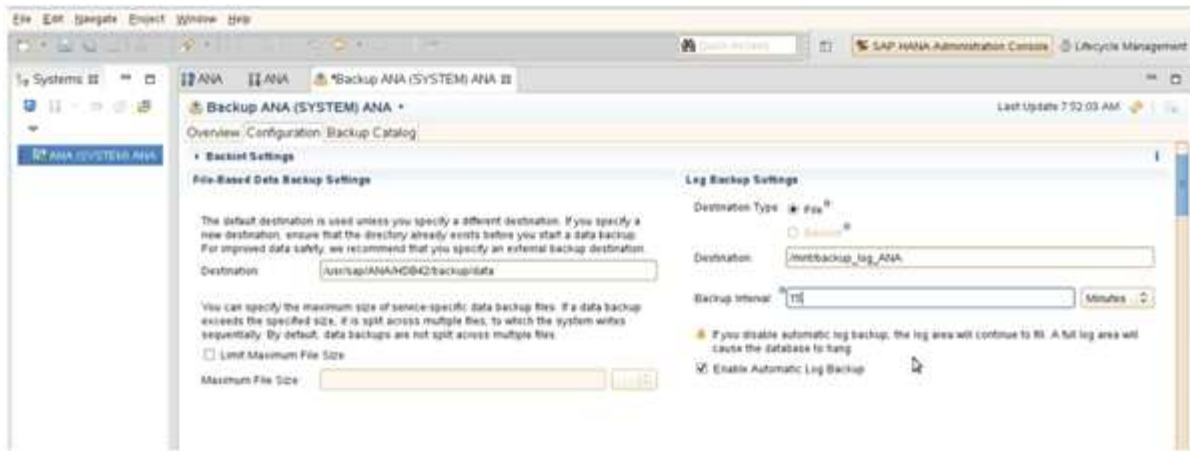 File Edit Navigate Project Window Help
Quick Access
SAP HANA Administration Console
Lifecycle Management
Systems
ANA
ANA
*Backup ANA (SYSTEM) ANA
ANA (SYSTEM) ANA
Backup ANA (SYSTEM) ANA
Last Update 7:52:03 AM
Overview Configuration Backup Catalog
Backint Settings
File-Based Data Backup Settings
The default destination is used unless you specify a different destination. If you specify a
new destination, ensure that the directory already exists before you start a data backup.
For improved data safety, we recommend that you specify an external backup destination.
Destination /usr/sap/ANA/HDB42/backup/data
You can specify the maximum size of service-specific data backup files. If a data backup
exceeds the specified size, it is split across multiple files, to which the system writes
sequentially. By default, data backups are not split across multiple files.
Limit Maximum File Size
Maximum File Size
Log Backup Settings
Destination Type File
Backint
Destination /mnt/backup_log_ANA
Backup Interval 15 Minutes
If you disable automatic log backup, the log area will continue to fill. A full log area will
cause the database to hang
Enable Automatic Log Backup